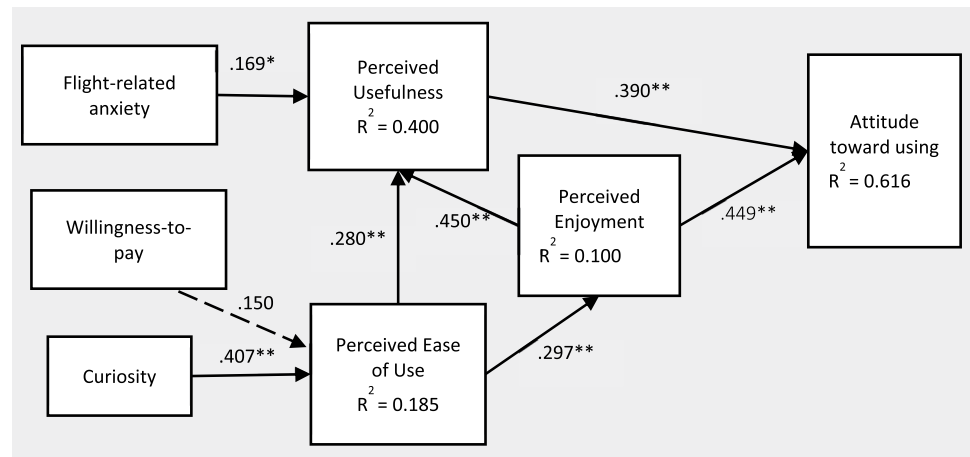 Flight-related
anxiety
.169*
Perceived
Usefulness
R² = 0.400
.390**
Attitude
toward using
R² = 0.616
Willingness-to-
pay
.280**
.450**
Perceived
Enjoyment
R² = 0.100
.449**
.150
Curiosity
.407**
Perceived Ease
of Use
R² = 0.185
.297**